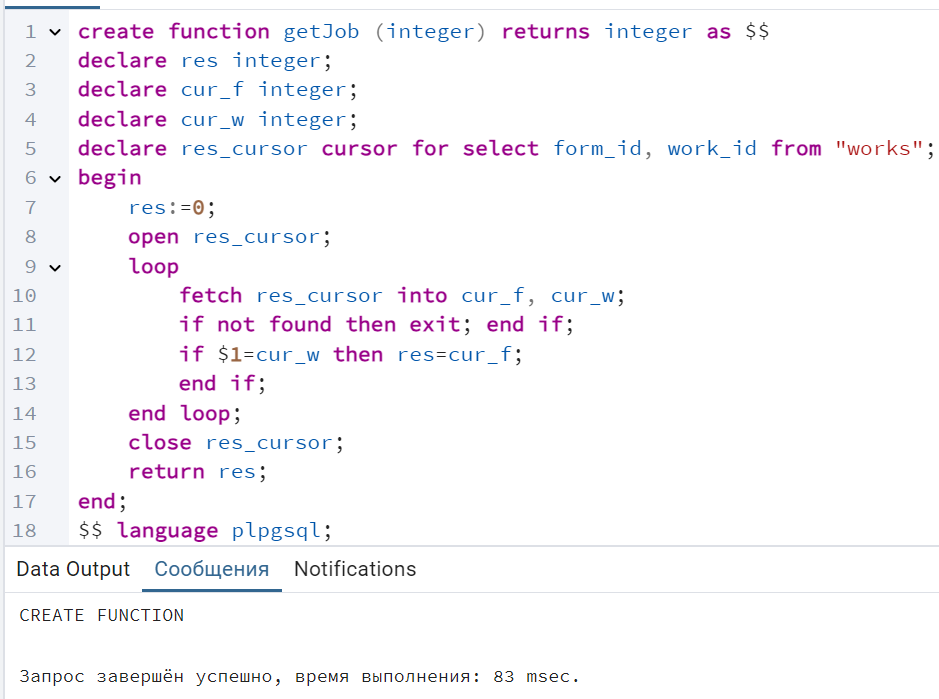 1 create function getJob (integer) returns integer as $$
2 declare res integer;
3 declare cur_f integer;
4 declare cur_w integer;
5 declare res_cursor cursor for select form_id, work_id from "works";
6 begin
7     res:=0;
8     open res_cursor;
9     loop
10         fetch res_cursor into cur_f, cur_w;
11         if not found then exit; end if;
12         if $1=cur_w then res=cur_f;
13         end if;
14     end loop;
15     close res_cursor;
16     return res;
17 end;
18 $$ language plpgsql;
Data Output Сообщения Notifications
CREATE FUNCTION
Запрос завершён успешно, время выполнения: 83 msec.